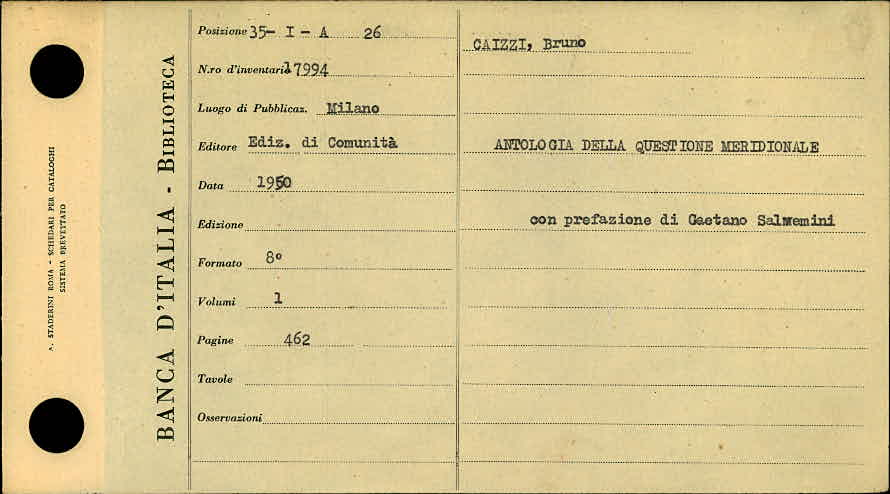 A. STADERINI ROMA - SCHEDARI PER CATALOGHI
SISTEMA BREVETTATO
BANCA D'ITALIA - BIBLIOTECA
Posizione 35- I - A 26
N.ro d'inventario 17994
Luogo di Pubblicaz. Milano
Editore Ediz. di Comunità
Data 1950
Edizione
Formato 8°
Volumi 1
Pagine 462
Tavole
Osservazioni
CAIZZI, Bruno
ANTOLOGIA DELLA QUESTIONE MERIDIONALE
con prefazione di Gaetano Salvemini